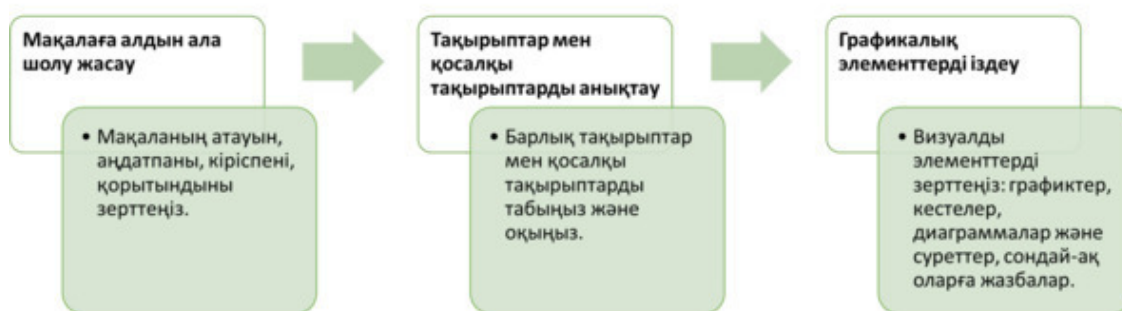 Мақалаға алдын ала
шолу жасау
• Мақаланың атауын,
аңдатпаны, кіріспені,
қорытындыны
зерттеңіз.
Тақырыптар мен
қосалқы
тақырыптарды анықтау
• Барлық тақырыптар
мен қосалқы
тақырыптарды
табыңыз және
оқыңыз.
Графикалық
элементтерді іздеу
• Визуалды
элементтерді
зерттеңіз: графиктер,
кестелер,
диаграммалар және
суреттер, сондай-ақ
оларға жазбалар.